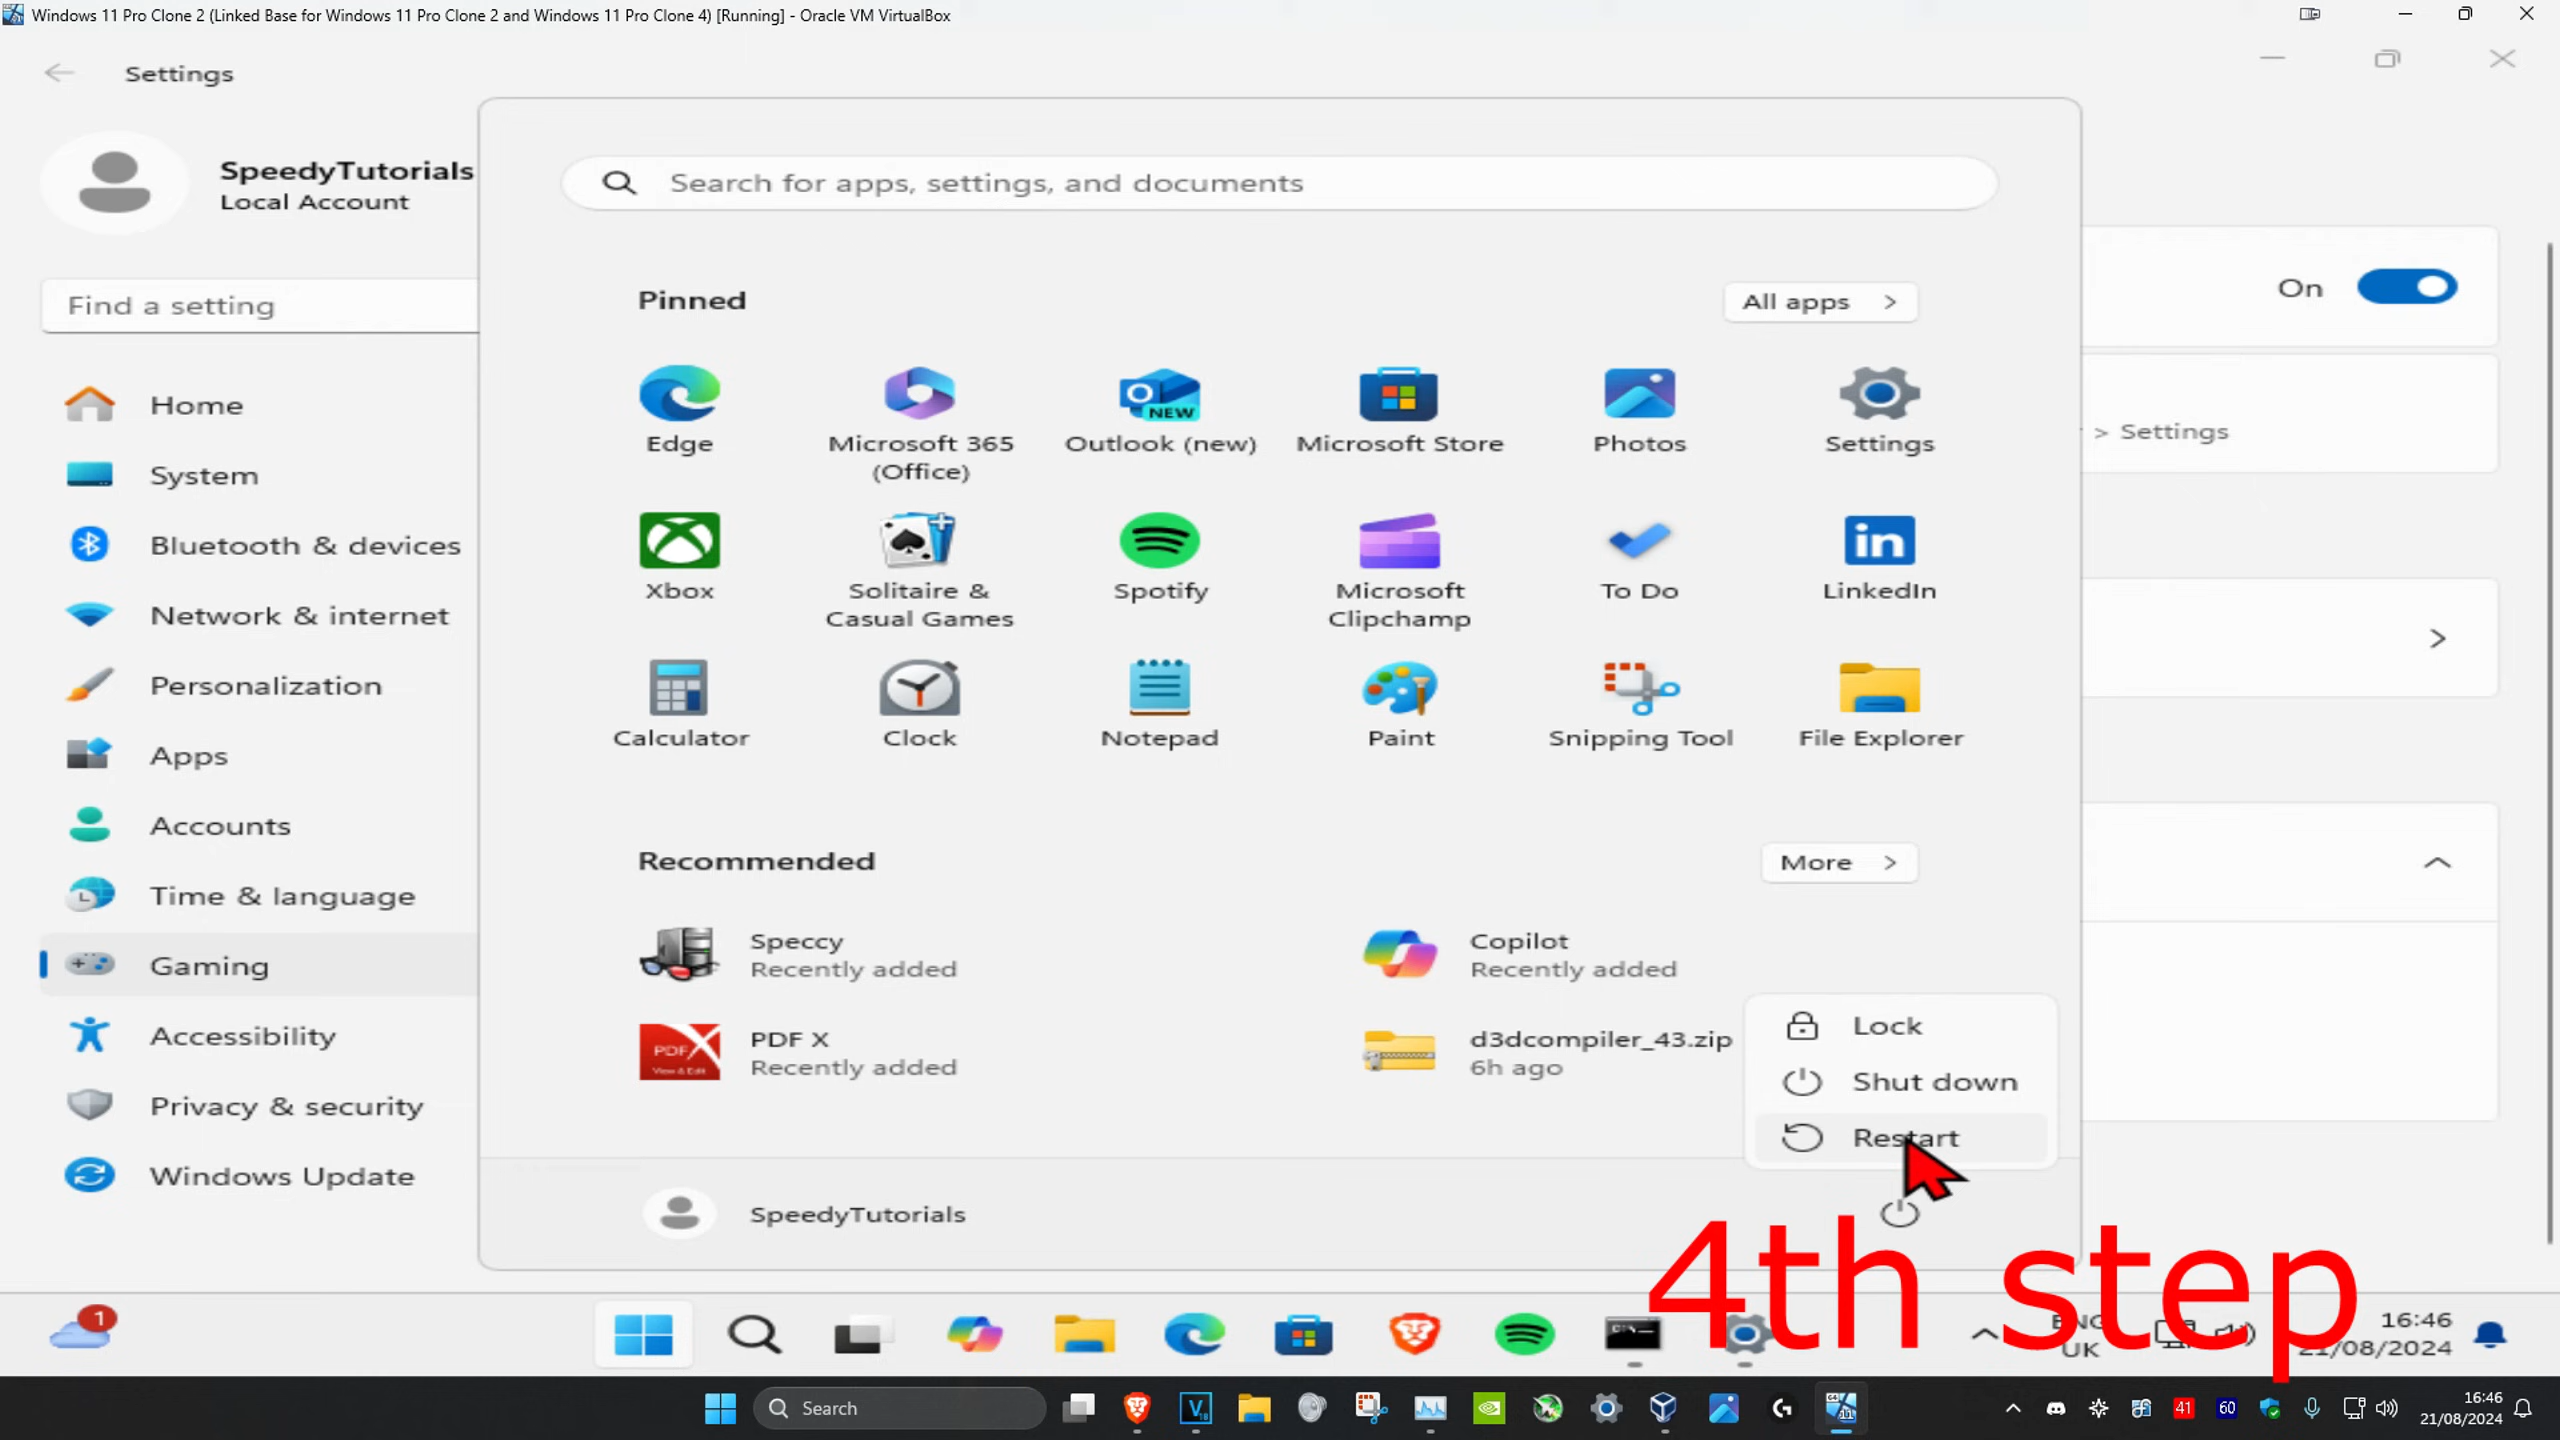 Windows 11 Pro Clone 2 (Linked Base for Windows 11 Pro Clone 2 and Windows 11 Pro Clone 4) [Running] - Oracle VM VirtualBox
Settings
SpeedyTutorials
Local Account
Search for apps, settings, and documents
Find a setting
Pinned
All apps >
On
Home
System
Bluetooth & devices
Network & internet
Personalization
Apps
Accounts
Time & language
Gaming
Accessibility
Privacy & security
Windows Update
Edge
Microsoft 365
(Office)
Outlook (new)
NEW
Microsoft Store
Photos
Settings
> Settings
Xbox
Solitaire &
Casual Games
Spotify
Microsoft
Clipchamp
To Do
in
LinkedIn
Calculator
Clock
Notepad
Paint
Snipping Tool
File Explorer
Recommended
More >
Speccy
Recently added
Copilot
Recently added
PDF X
View & Edit
PDF X
Recently added
d3dcompiler_43.zip
6h ago
Lock
Shut down
Restart
SpeedyTutorials
4th step
1
ENG
UK
16:46
21/08/2024
Search
41
60
16:46
21/08/2024